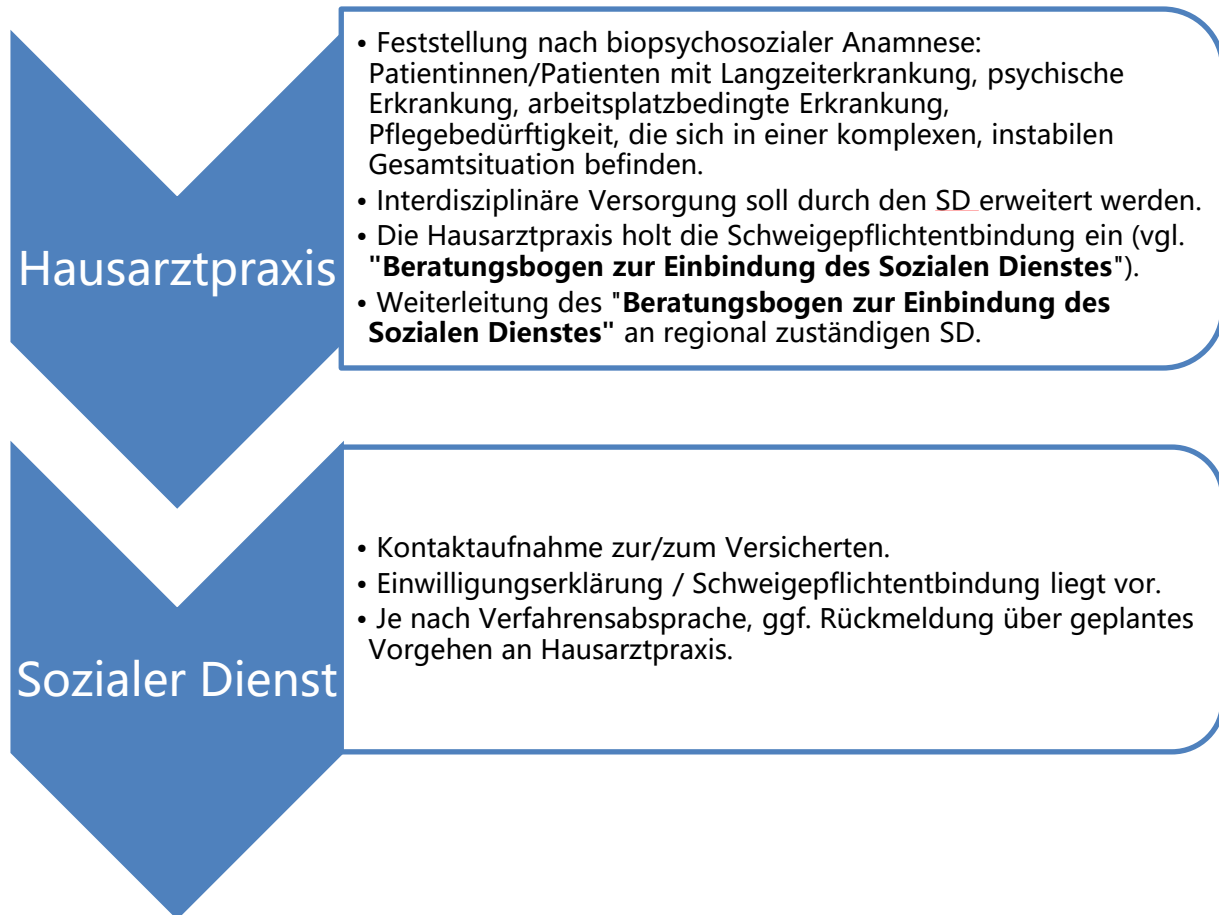 Hausarztpraxis
• Feststellung nach biopsychosozialer Anamnese:
Patientinnen/Patienten mit Langzeiterkrankung, psychische
Erkrankung, arbeitsplatzbedingte Erkrankung,
Pflegebedürftigkeit, die sich in einer komplexen, instabilen
Gesamtsituation befinden.
• Interdisziplinäre Versorgung soll durch den SD erweitert werden.
• Die Hausarztpraxis holt die Schweigepflichtentbindung ein (vgl.
"Beratungsbogen zur Einbindung des Sozialen Dienstes").
• Weiterleitung des "Beratungsbogen zur Einbindung des
Sozialen Dienstes" an regional zuständigen SD.
Sozialer Dienst
• Kontaktaufnahme zur/zum Versicherten.
• Einwilligungserklärung / Schweigepflichtentbindung liegt vor.
• Je nach Verfahrensabsprache, ggf. Rückmeldung über geplantes
Vorgehen an Hausarztpraxis.